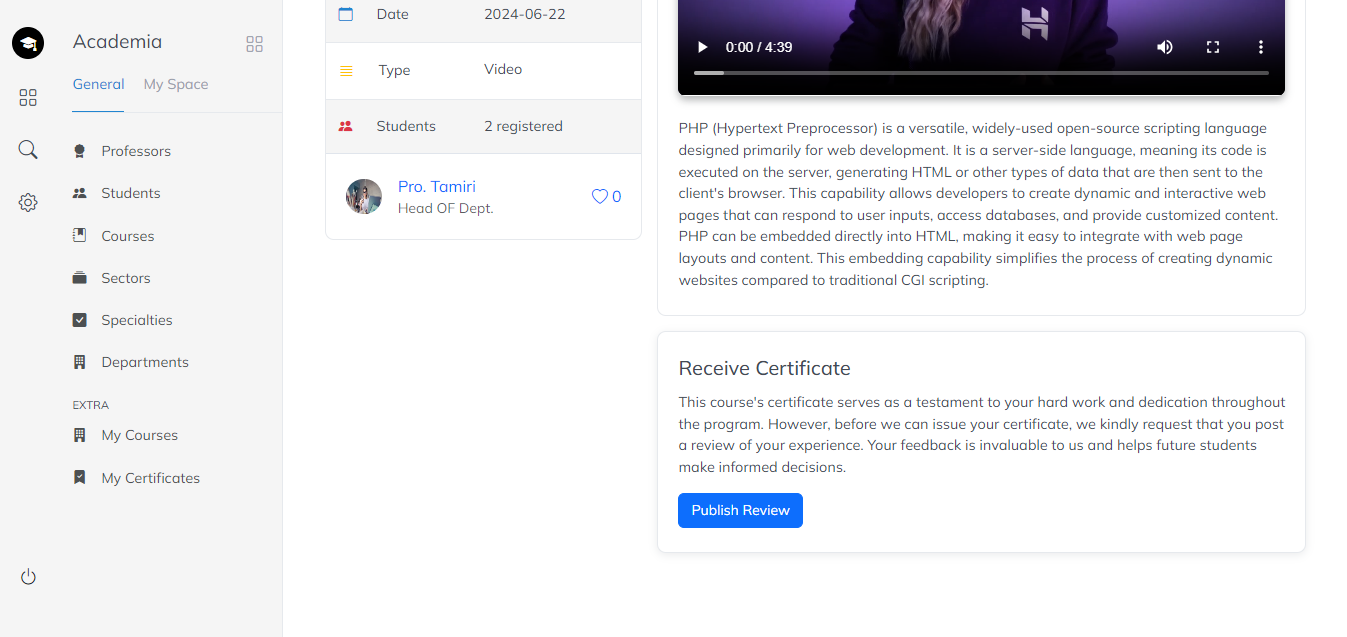 Academia
General My Space
Professors
Students
Courses
Sectors
Specialties
Departments
EXTRA
My Courses
My Certificates
Date 2024-06-22
Type Video
Students 2 registered
Pro. Tamiri
Head OF Dept.
0
0:00 / 4:39
PHP (Hypertext Preprocessor) is a versatile, widely-used open-source scripting language
designed primarily for web development. It is a server-side language, meaning its code is
executed on the server, generating HTML or other types of data that are then sent to the
client's browser. This capability allows developers to create dynamic and interactive web
pages that can respond to user inputs, access databases, and provide customized content.
PHP can be embedded directly into HTML, making it easy to integrate with web page
layouts and content. This embedding capability simplifies the process of creating dynamic
websites compared to traditional CGI scripting.
Receive Certificate
This course's certificate serves as a testament to your hard work and dedication throughout
the program. However, before we can issue your certificate, we kindly request that you post
a review of your experience. Your feedback is invaluable to us and helps future students
make informed decisions.
Publish Review